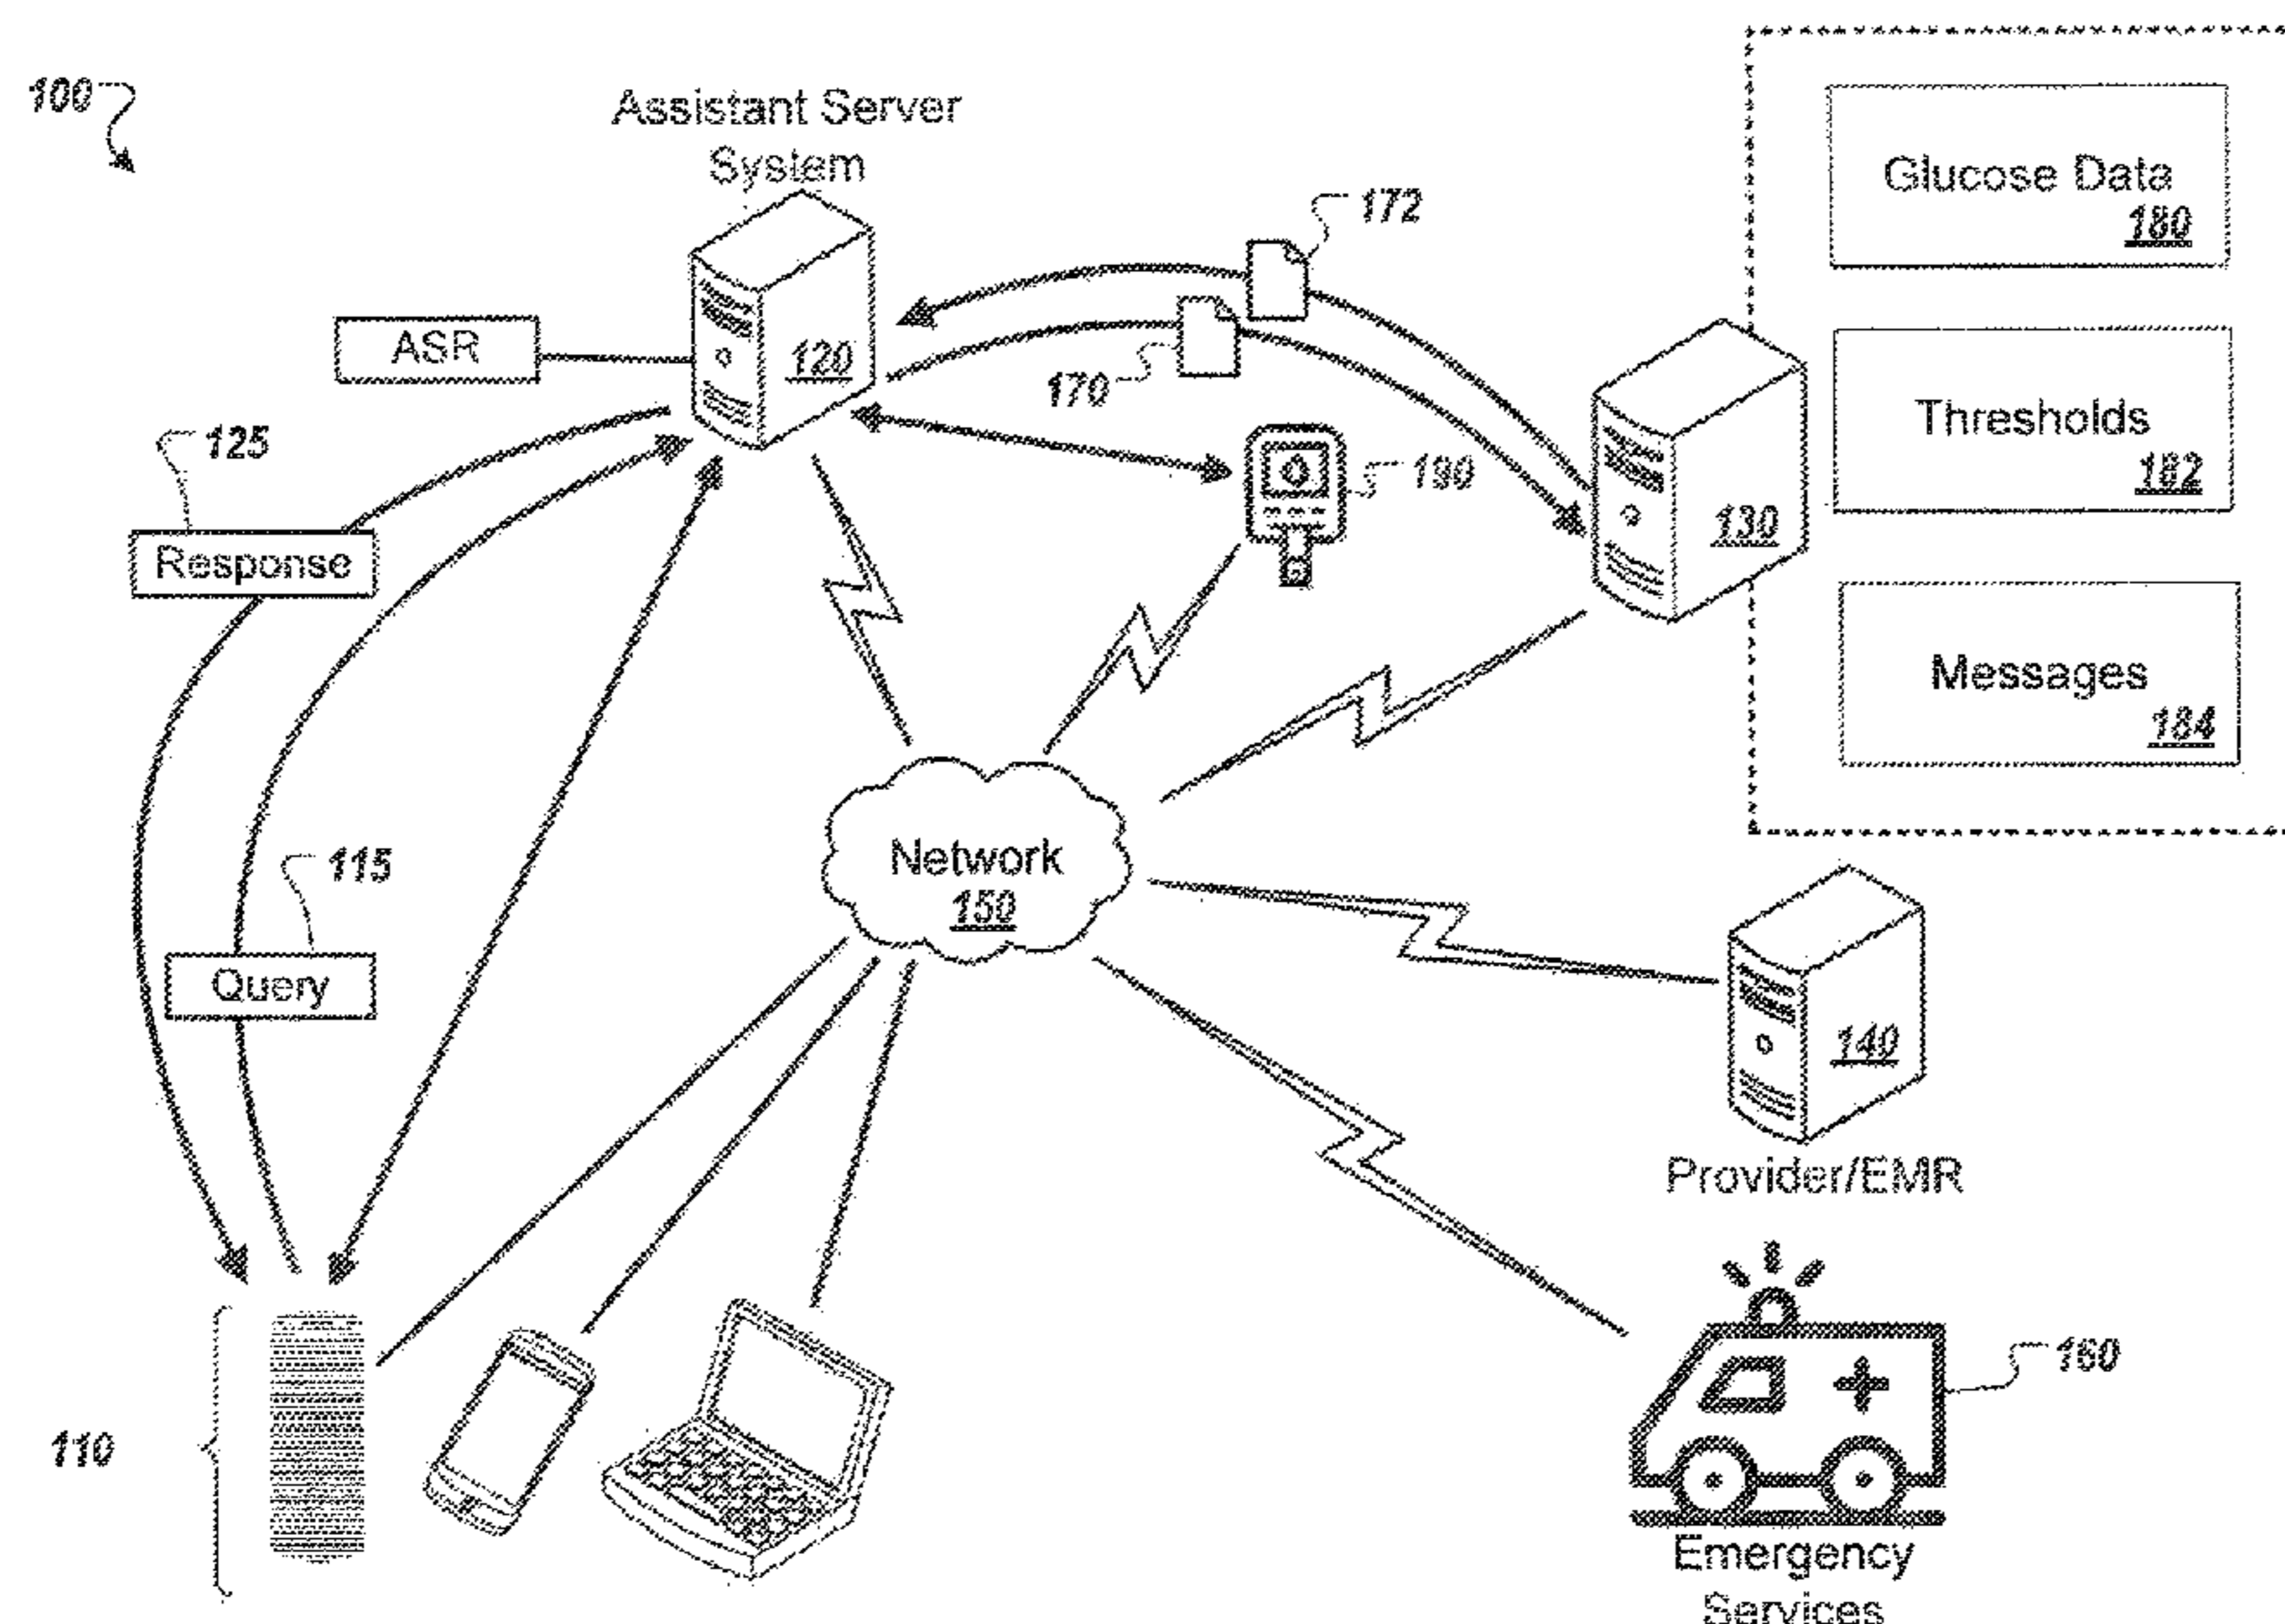 100
Assistant Server
System
172
Glucose Data
180
ASR
120
170
Thresholds
182
125
190
130
Response
Messages
184
115
Network
150
Query
140
Provider/EMR
160
110
Emergency
Services